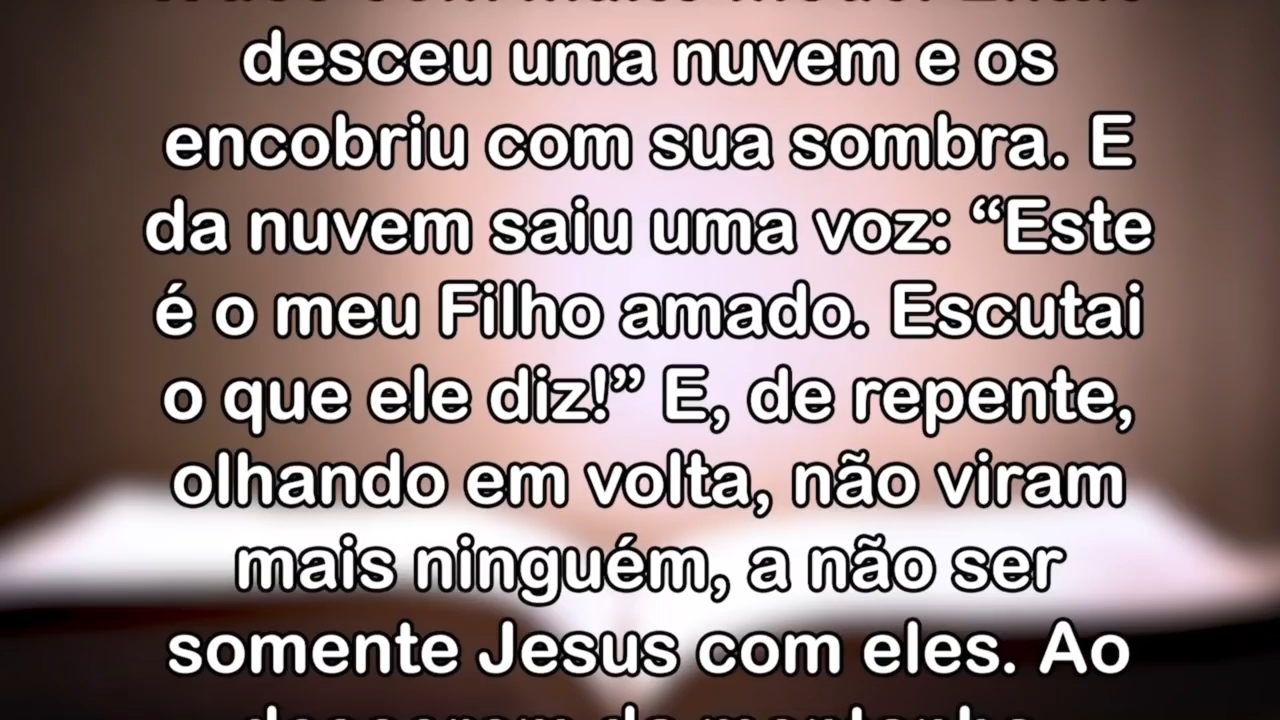 desceu uma nuvem e os
encobriu com sua sombra. E
da nuvem saiu uma voz: “Este
é o meu Filho amado. Escutai
o que ele diz!” E, de repente,
olhando em volta, não viram
mais ninguém, a não ser
somente Jesus com eles. Ao